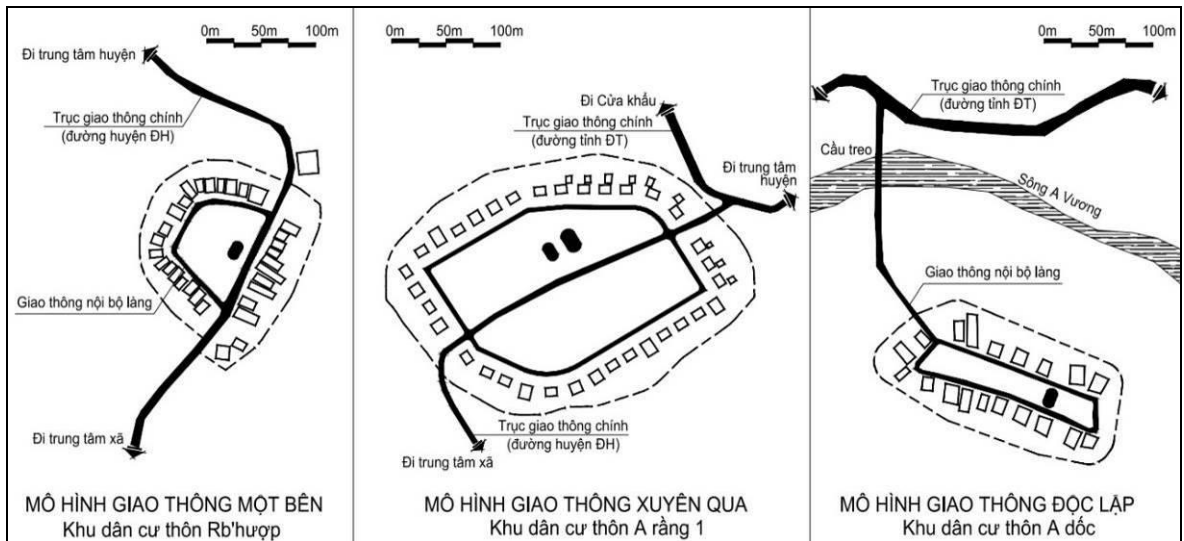 0m 50m 100m
Đi trung tâm huyện
Trục giao thông chính
(đường huyện ĐH)
Giao thông nội bộ làng
Đi trung tâm xã
MÔ HÌNH GIAO THÔNG MỘT BÊN
Khu dân cư thôn Rb'hượp
0m 50m 100m
Đi Cửa khẩu
Trục giao thông chính
(đường tỉnh ĐT)
Đi trung tâm
huyện
Trục giao thông chính
(đường huyện ĐH)
Đi trung tâm xã
MÔ HÌNH GIAO THÔNG XUYÊN QUA
Khu dân cư thôn A rầng 1
0m 50m 100m
Trục giao thông chính
(đường tỉnh ĐT)
Cầu treo
Sông A Vương
Giao thông nội bộ làng
MÔ HÌNH GIAO THÔNG ĐỘC LẬP
Khu dân cư thôn A dốc